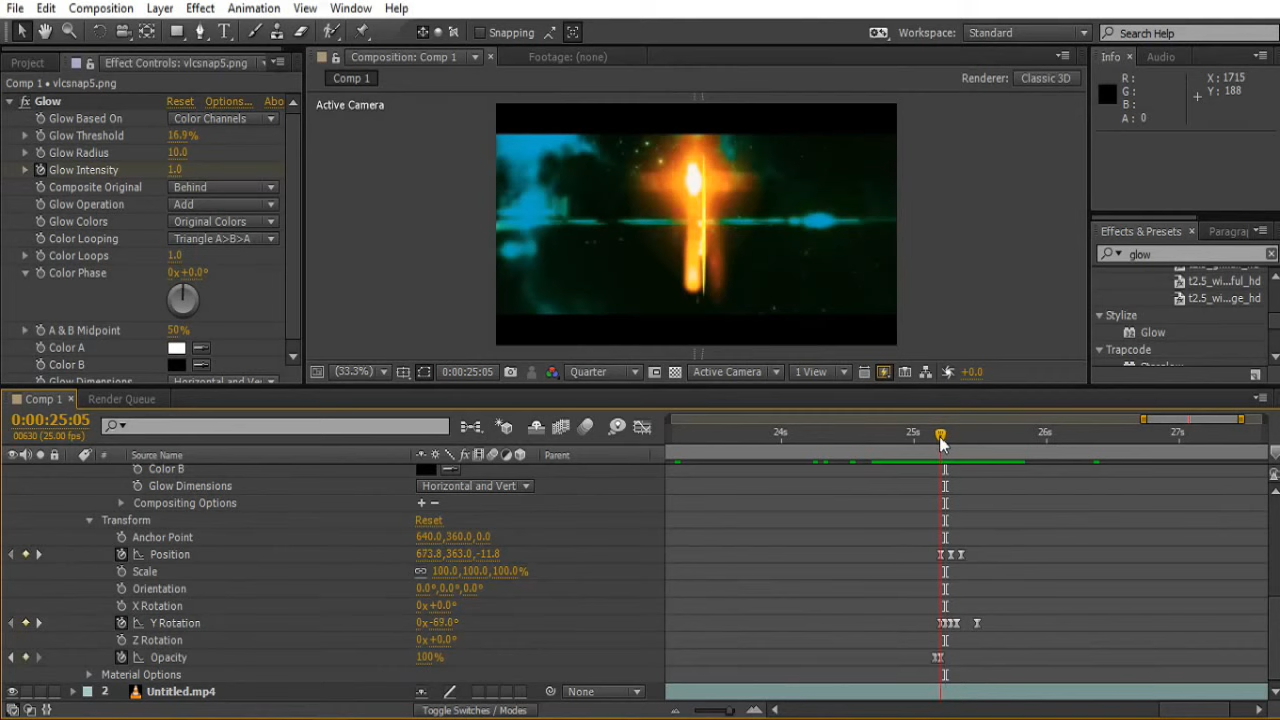 File Edit Composition Layer Effect Animation View Window Help
Snapping Workspace: Standard Search Help
Project Effect Controls: vlcsnap5.png Composition: Comp 1 Footage: (none) Info Audio
Comp 1 • vlcsnap5.png Comp 1 Renderer: Classic 3D R: X: 1715
fx Glow Reset Options... Abo Active Camera G: Y: 188
Glow Based On Color Channels B:
Glow Threshold 16.9% A: 0
Glow Radius 10.0
Glow Intensity 1.0
Composite Original Behind
Glow Operation Add
Glow Colors Original Colors
Color Looping Triangle A>B>A Effects & Presets Paragra
Color Loops 1.0 glow
Color Phase 0x+0.0°
t2.5_wi...ful_hd
t2.5_wi...ge_hd
Stylize
A & B Midpoint 50% Glow
Color A Trapcode
Color B
(33.3%) 0:00:25:05 Quarter Active Camera 1 View +0.0
Comp 1 Render Queue
0:00:25:05
00630 (25.00 fps) 24s 25s 26s 27s
# Source Name Parent
Color B
Glow Dimensions Horizontal and Vert
Compositing Options + −
Transform Reset
Anchor Point 640.0,360.0,0.0
Position 673.8,363.0,-11.8
Scale 100.0,100.0,100.0%
Orientation 0.0°,0.0°,0.0°
X Rotation 0x+0.0°
Y Rotation 0x-69.0°
Z Rotation 0x+0.0°
Opacity 100%
Material Options
2 Untitled.mp4 None
Toggle Switches / Modes